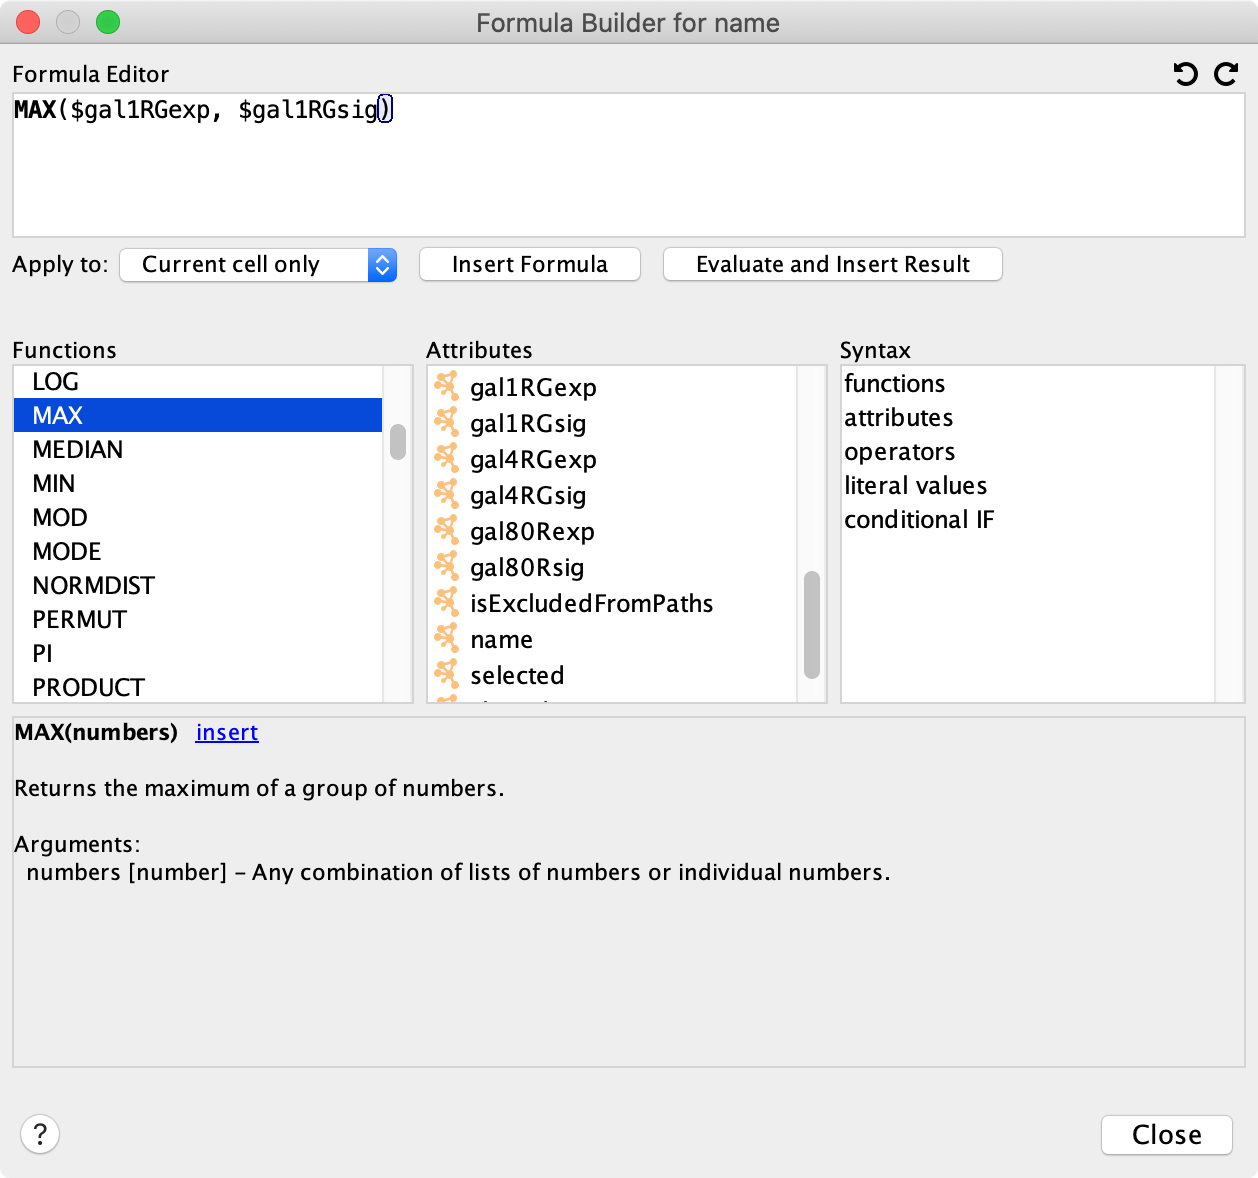 Formula Builder for name
Formula Editor
MAX($gal1RGexp, $gal1RGsig)
Apply to: Current cell only Insert Formula Evaluate and Insert Result
Functions
LOG
MAX
MEDIAN
MIN
MOD
MODE
NORMDIST
PERMUT
PI
PRODUCT
Attributes
gal1RGexp
gal1RGsig
gal4RGexp
gal4RGsig
gal80Rexp
gal80Rsig
isExcludedFromPaths
name
selected
Syntax
functions
attributes
operators
literal values
conditional IF
MAX(numbers) insert
Returns the maximum of a group of numbers.
Arguments:
numbers [number] – Any combination of lists of numbers or individual numbers.
?
Close